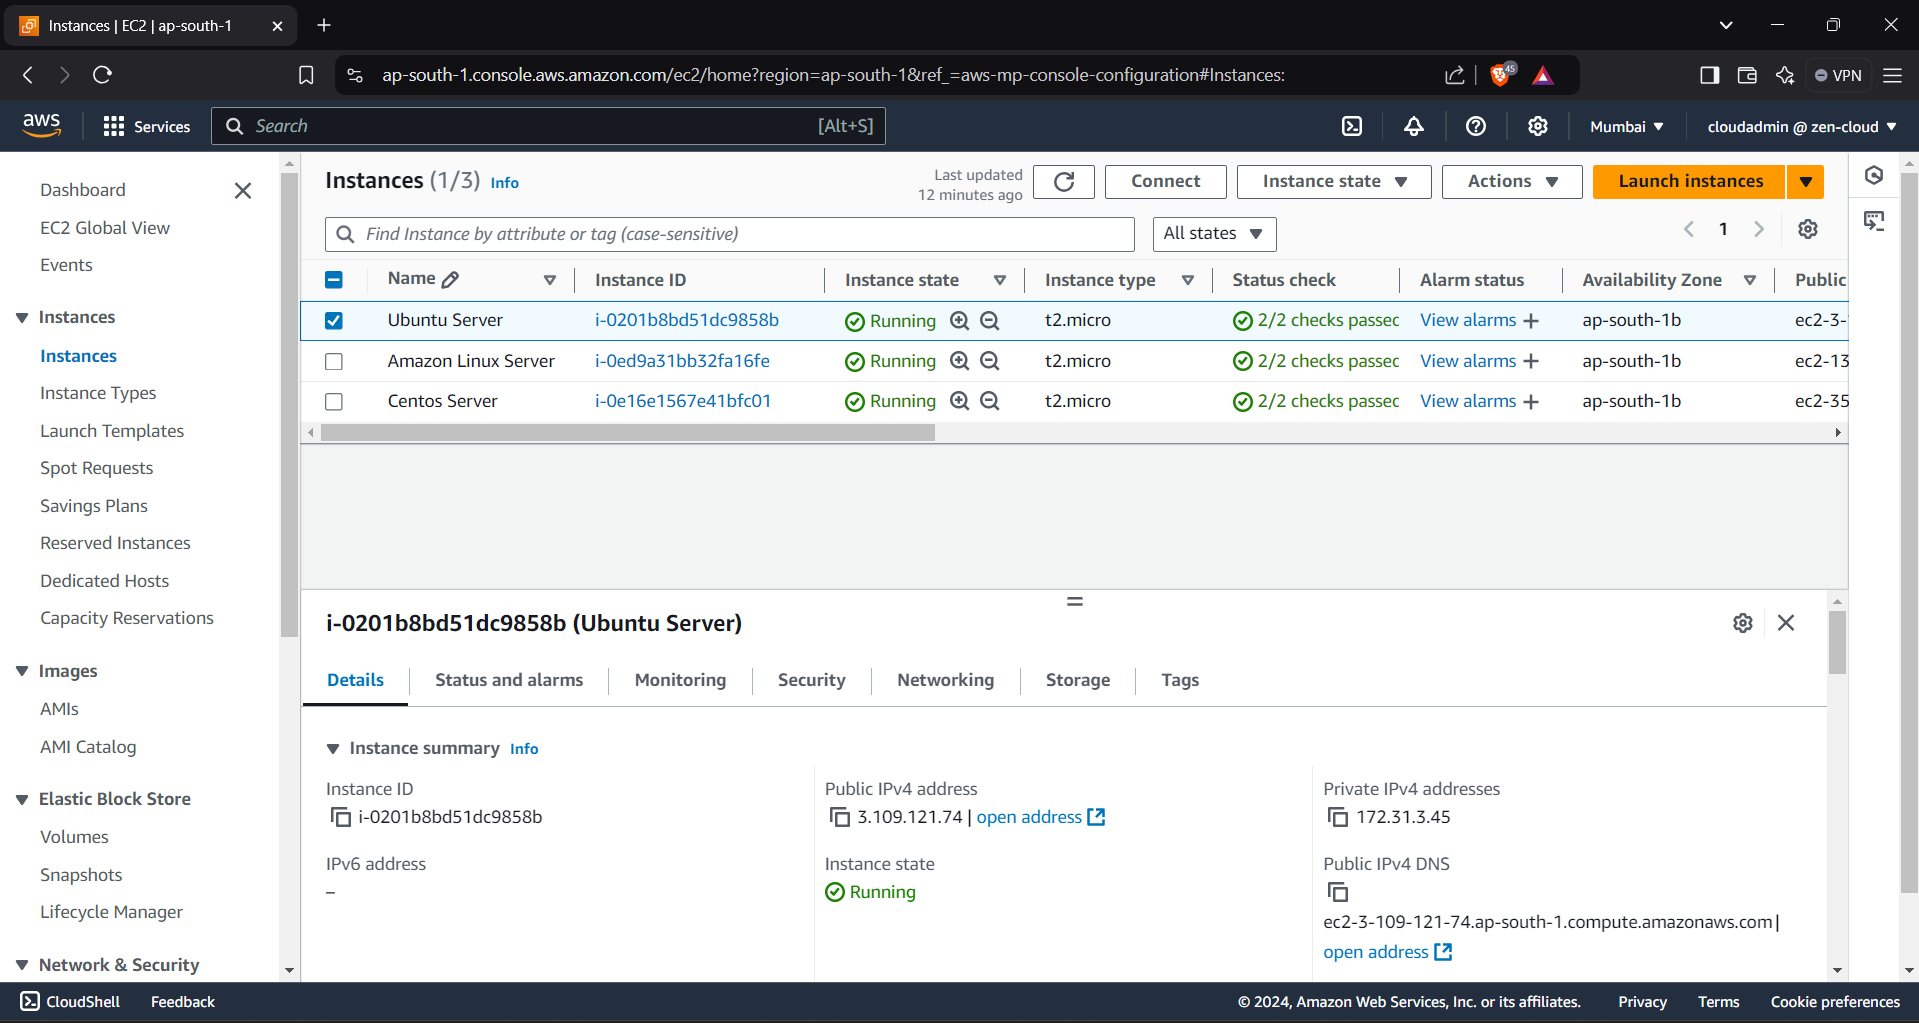 Instances | EC2 | ap-south-1
ap-south-1.console.aws.amazon.com/ec2/home?region=ap-south-1&ref_=aws-mp-console-configuration#Instances:
45
VPN
aws
Services
Search
[Alt+S]
Mumbai
cloudadmin @ zen-cloud
Dashboard
EC2 Global View
Events
Instances
Instances
Instance Types
Launch Templates
Spot Requests
Savings Plans
Reserved Instances
Dedicated Hosts
Capacity Reservations
Images
AMIs
AMI Catalog
Elastic Block Store
Volumes
Snapshots
Lifecycle Manager
Network & Security
Instances (1/3) Info
Last updated
12 minutes ago
Connect
Instance state
Actions
Launch instances
Find Instance by attribute or tag (case-sensitive)
All states
1
Name Instance ID Instance state Instance type Status check Alarm status Availability Zone Public
Ubuntu Server i-0201b8bd51dc9858b Running t2.micro 2/2 checks passed View alarms + ap-south-1b ec2-3-
Amazon Linux Server i-0ed9a31bb32fa16fe Running t2.micro 2/2 checks passed View alarms + ap-south-1b ec2-13
Centos Server i-0e16e1567e41bfc01 Running t2.micro 2/2 checks passed View alarms + ap-south-1b ec2-35
i-0201b8bd51dc9858b (Ubuntu Server)
Details
Status and alarms
Monitoring
Security
Networking
Storage
Tags
Instance summary Info
Instance ID
i-0201b8bd51dc9858b
IPv6 address
–
Public IPv4 address
3.109.121.74 | open address
Instance state
Running
Private IPv4 addresses
172.31.3.45
Public IPv4 DNS
ec2-3-109-121-74.ap-south-1.compute.amazonaws.com |
open address
CloudShell
Feedback
© 2024, Amazon Web Services, Inc. or its affiliates.
Privacy
Terms
Cookie preferences